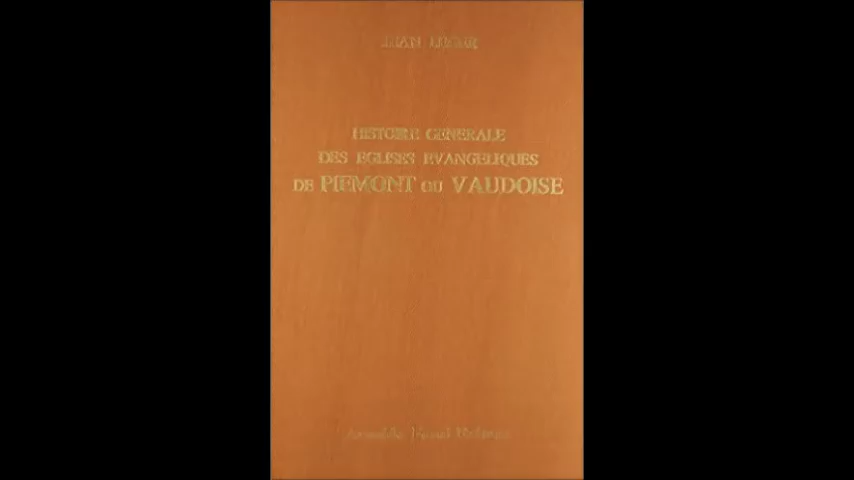 JEAN LEGER
HISTOIRE GENERALE
DES EGLISES EVANGELIQUES
DE PIEMONT OU VAUDOISE